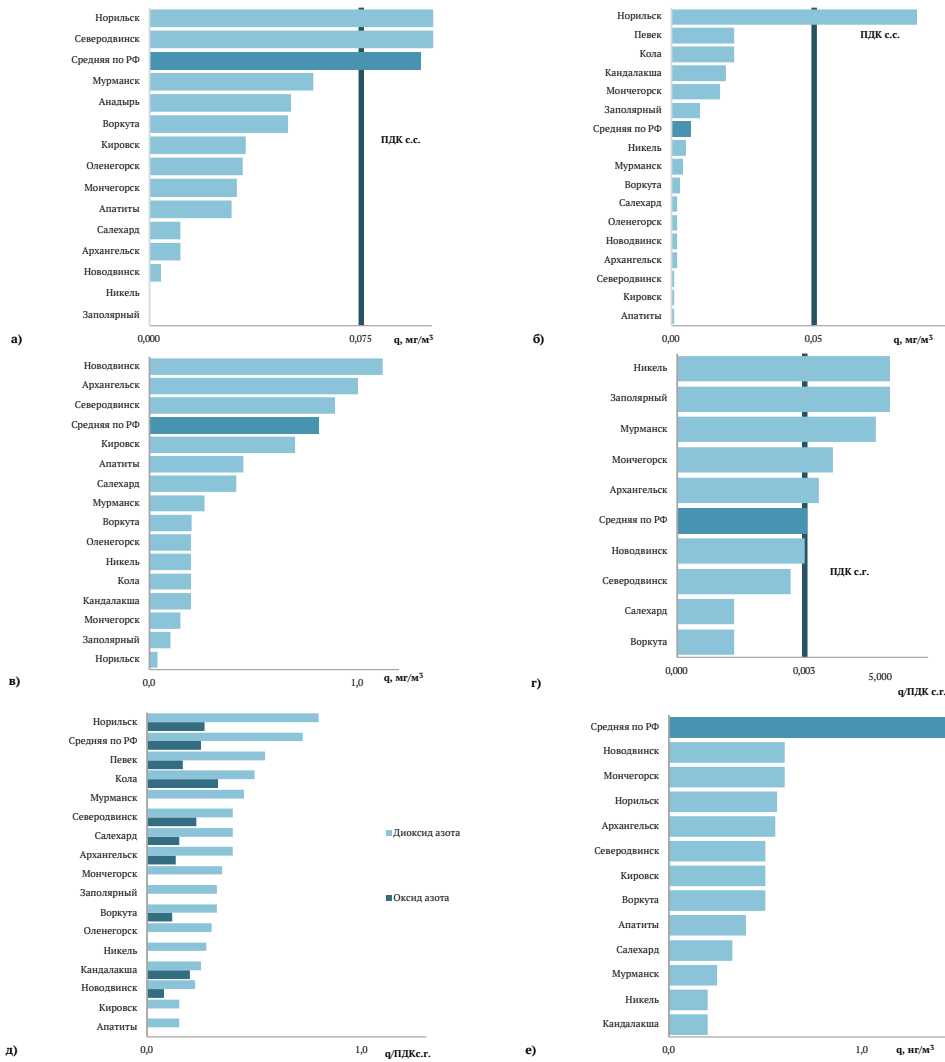 Норильск
Северодвинск
Средняя по РФ
Мурманск
Анадырь
Воркута
Кировск
Оленегорск
Мончегорск
Апатиты
Салехард
Архангельск
Новодвинск
Никель
Заполярный
ПДК с.с.
0,000
0,075
q, мг/м³
а)
Норильск
Певек
Кола
Кандалакша
Мончегорск
Заполярный
Средняя по РФ
Никель
Мурманск
Воркута
Салехард
Оленегорск
Новодвинск
Архангельск
Северодвинск
Кировск
Апатиты
ПДК с.с.
0,00
0,05
q, мг/м³
б)
Новодвинск
Архангельск
Северодвинск
Средняя по РФ
Кировск
Апатиты
Салехард
Мурманск
Воркута
Оленегорск
Никель
Кола
Кандалакша
Мончегорск
Заполярный
Норильск
0,0
1,0
q, мг/м³
в)
Никель
Заполярный
Мурманск
Мончегорск
Архангельск
Средняя по РФ
Новодвинск
Северодвинск
Салехард
Воркута
ПДК с.г.
0,000
0,003
5,000
q/ПДК с.г.
г)
Норильск
Средняя по РФ
Певек
Кола
Мурманск
Северодвинск
Салехард
Архангельск
Мончегорск
Заполярный
Воркута
Оленегорск
Никель
Кандалакша
Новодвинск
Кировск
Апатиты
Диоксид азота
Оксид азота
0,0
1,0
q/ПДКс.г.
д)
Средняя по РФ
Новодвинск
Мончегорск
Норильск
Архангельск
Северодвинск
Кировск
Воркута
Апатиты
Салехард
Мурманск
Никель
Кандалакша
0,0
1,0
q, нг/м³
е)